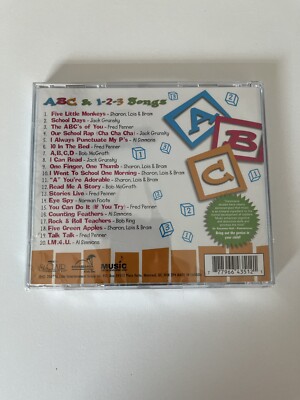 ABC & 1-2-3 Songs
1. Five Little Monkeys - Sharon, Lois & Bram
2. School Days - Jack Grunsky
3. The ABC's of You - Fred Penner
4. Our School Rap (Cha Cha Cha) - Jack Grunsky
5. I Always Punctuate My P's - Al Simmons
6. 10 In The Bed - Fred Penner
7. A,B,C,D - Bob McGrath
8. I Can Read - Jack Grunsky
9. One Finger, One Thumb - Sharon, Lois & Bram
10. I Went To School One Morning - Sharon, Lois & Bram
11. "A" You're Adorable - Sharon, Lois & Bram
12. Read Me A Story - Bob McGrath
13. Stories Live - Fred Penner
14. Eye Spy - Norman Foote
15. You Can Do It (If You Try) - Fred Penner
16. Counting Feathers - Al Simmons
17. Rock & Roll Teachers - Bob King
18. Five Green Apples - Sharon, Lois & Bram
19. Talk Talk - Fred Penner
20. I.M.4.U. - Al Simmons
A
B
C
MUSIC